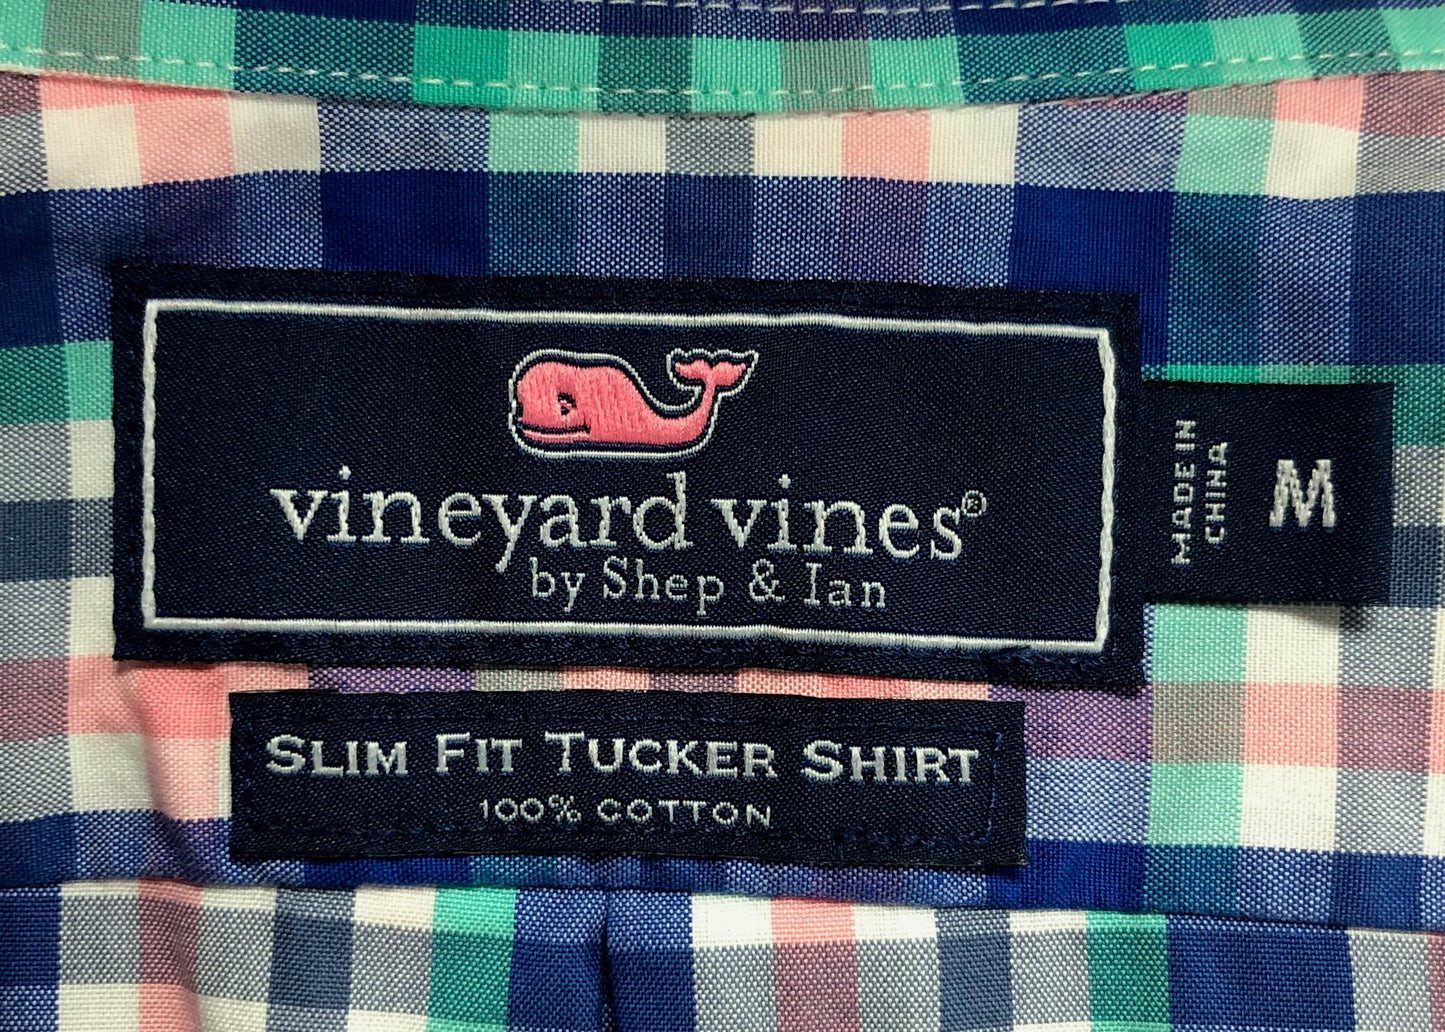 vineyard vines®
by Shep & Ian
MADE IN
CHINA
M
SLIM FIT TUCKER SHIRT
100% COTTON